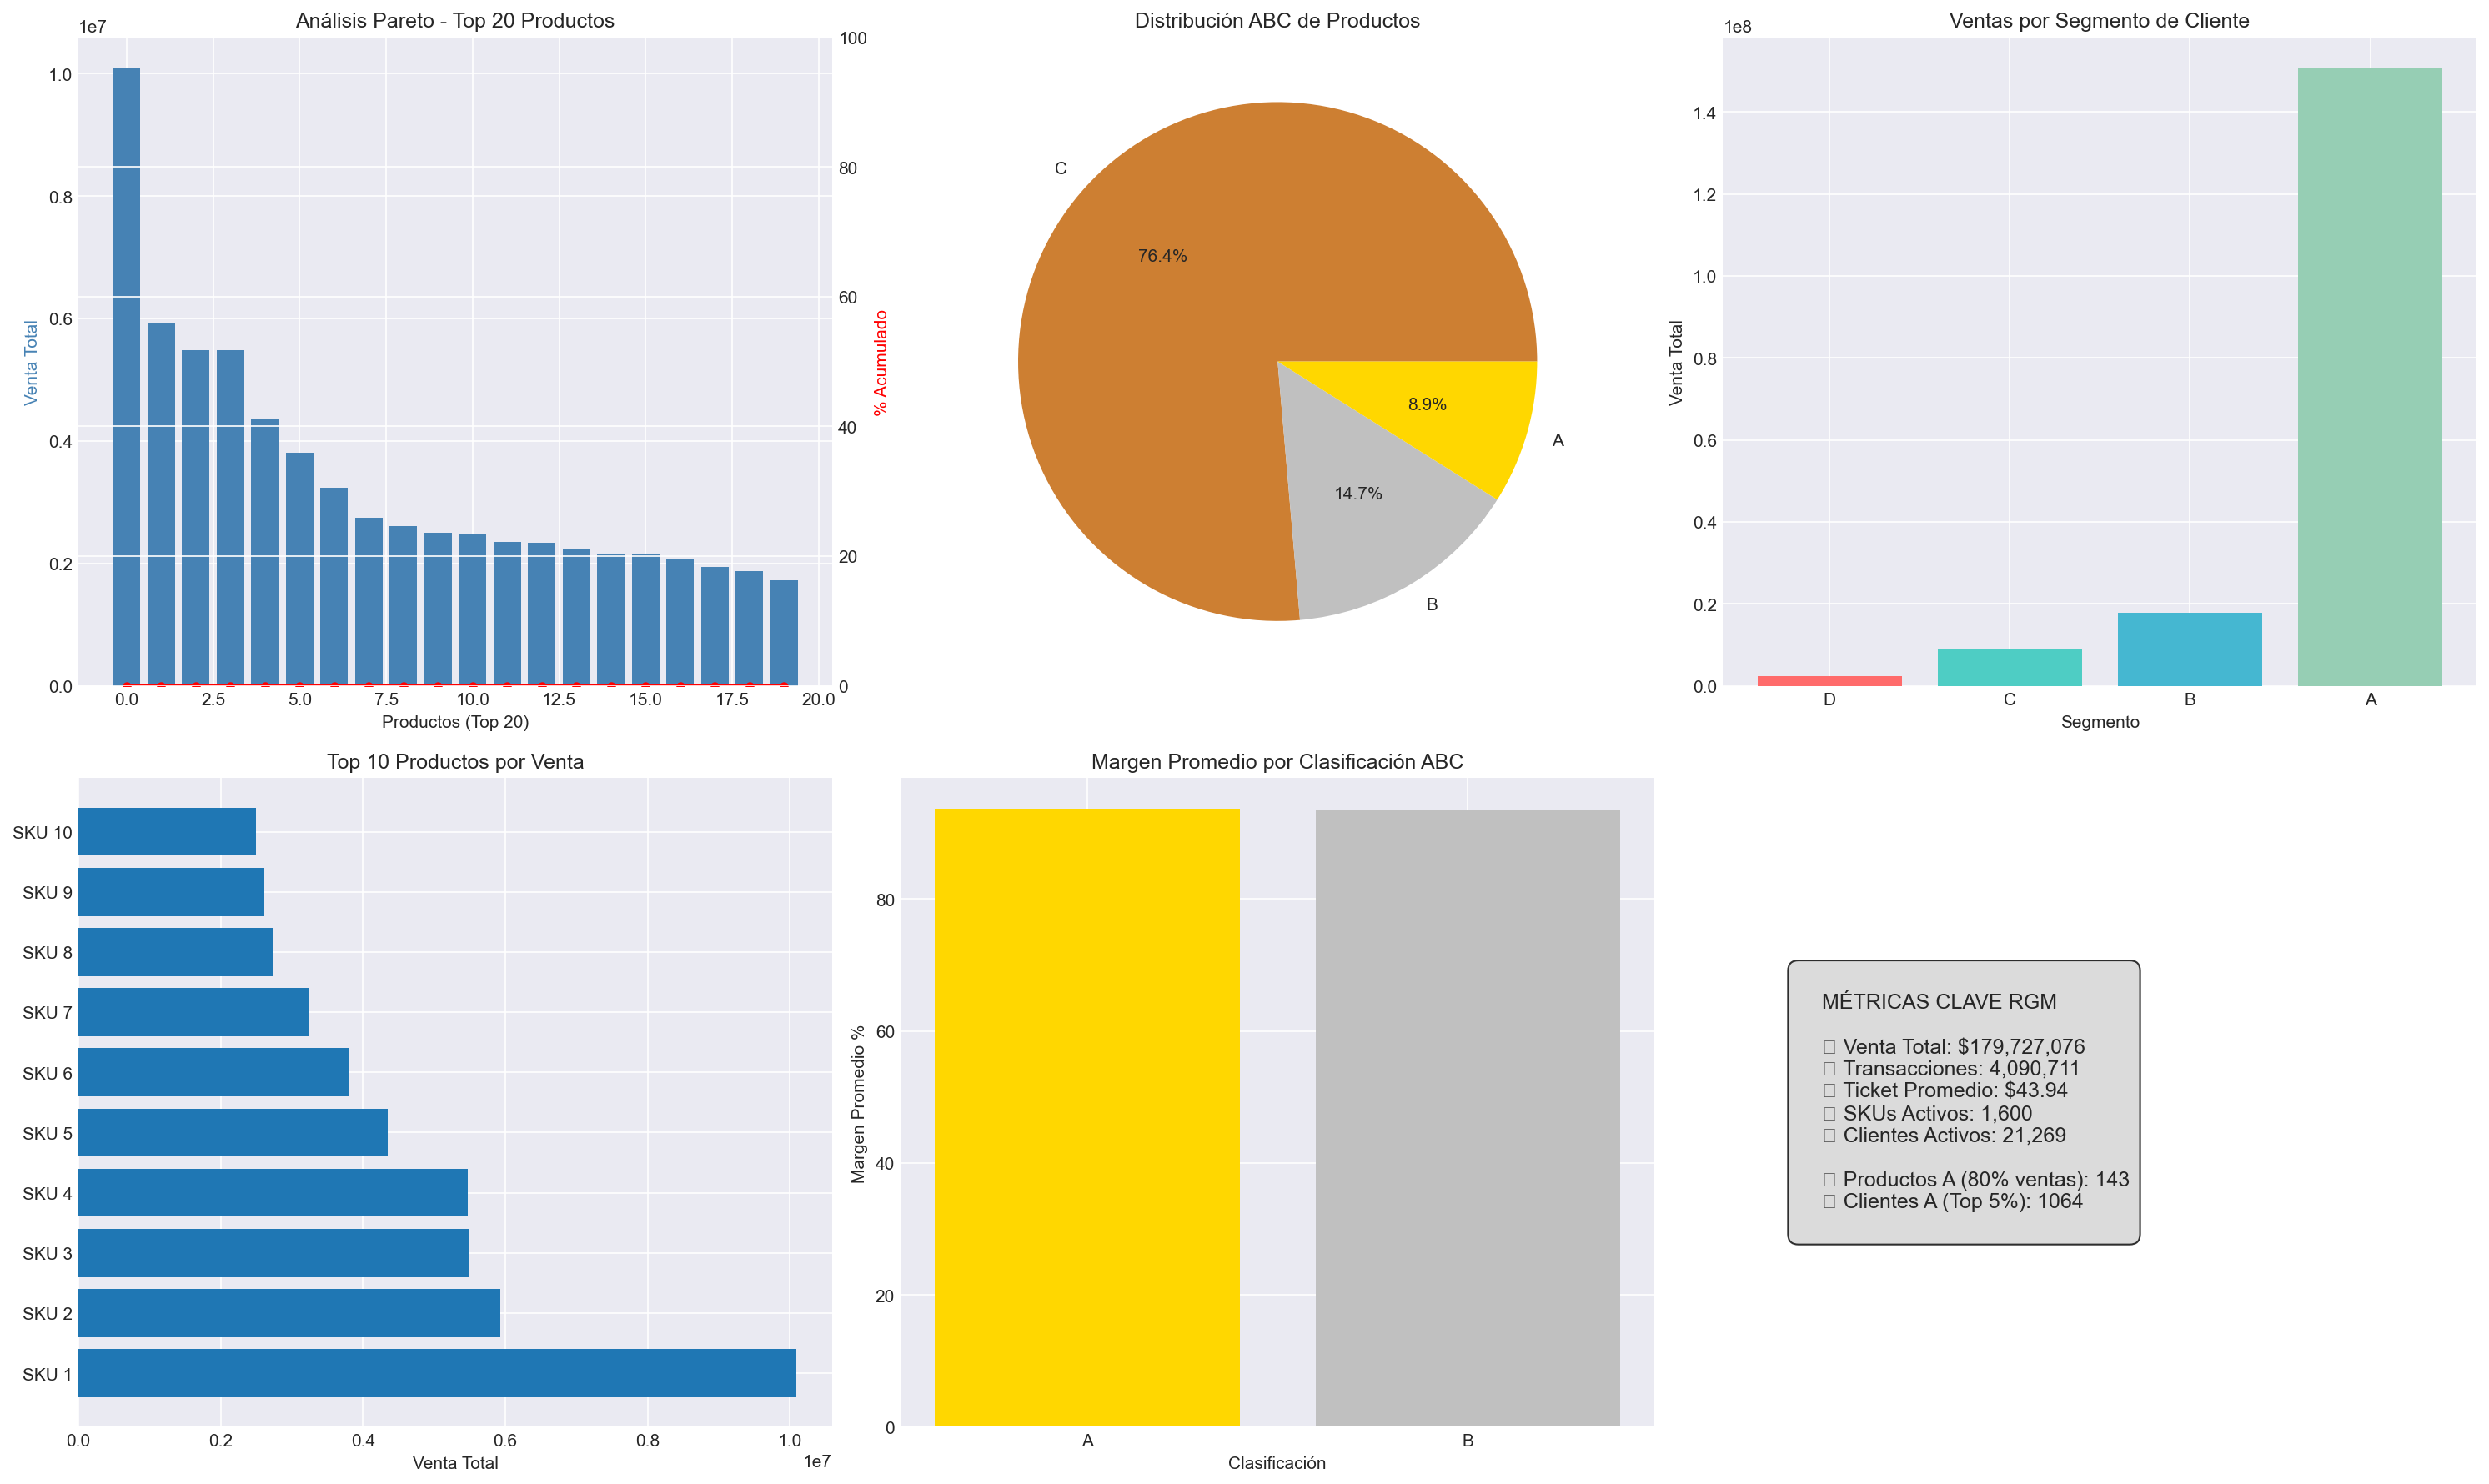 Análisis Pareto - Top 20 Productos
1e7
1.0
0.8
0.6
0.4
0.2
0.0
Venta Total
100
80
60
40
20
0
% Acumulado
0.0 2.5 5.0 7.5 10.0 12.5 15.0 17.5 20.0
Productos (Top 20)
Distribución ABC de Productos
C
76.4%
8.9%
A
14.7%
B
Ventas por Segmento de Cliente
1e8
1.4
1.2
1.0
0.8
0.6
0.4
0.2
0.0
Venta Total
D C B A
Segmento
Top 10 Productos por Venta
SKU 10
SKU 9
SKU 8
SKU 7
SKU 6
SKU 5
SKU 4
SKU 3
SKU 2
SKU 1
0.0 0.2 0.4 0.6 0.8 1.0
1e7
Venta Total
Margen Promedio por Clasificación ABC
80
60
40
20
0
Margen Promedio %
A B
Clasificación
MÉTRICAS CLAVE RGM
Venta Total: $179,727,076
Transacciones: 4,090,711
Ticket Promedio: $43.94
SKUs Activos: 1,600
Clientes Activos: 21,269
Productos A (80% ventas): 143
Clientes A (Top 5%): 1064